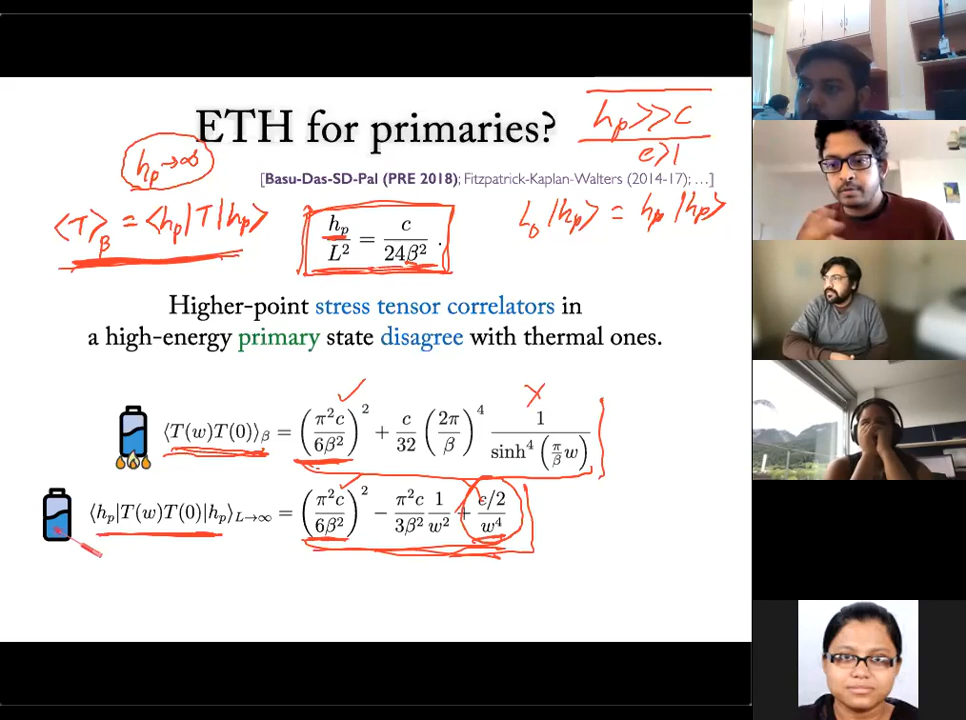 ETH for primaries?
h_p >> c
c > 1
h_p → ∞
[Basu-Das-SD-Pal (PRE 2018); Fitzpatrick-Kaplan-Walters (2014-17); ...]
⟨T⟩_β = ⟨h_p|T|h_p⟩
h_p/L² = c/24β² .
L_0 |h_p⟩ = h_p |h_p⟩
Higher-point stress tensor correlators in
a high-energy primary state disagree with thermal ones.
⟨T(w)T(0)⟩_β = (π²c/6β²)² + c/32 (2π/β)⁴ 1/sinh⁴(π/β w)
⟨h_p|T(w)T(0)|h_p⟩_{L→∞} = (π²c/6β²)² − π²c/3β² 1/w² + c/2/w⁴